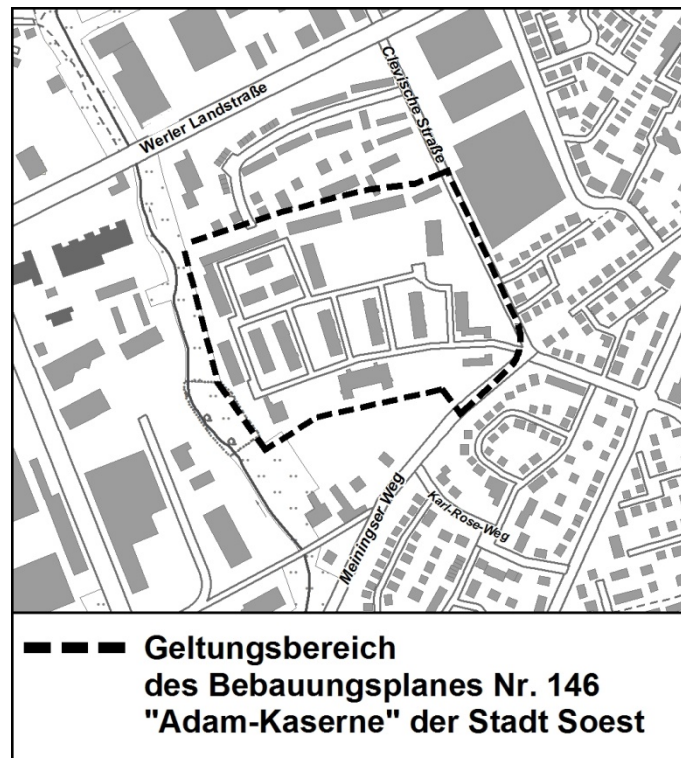 Werler Landstraße
Clevische Straße
Meiningser Weg
Karl-Rose-Weg
Geltungsbereich
des Bebauungsplanes Nr. 146
"Adam-Kaserne" der Stadt Soest